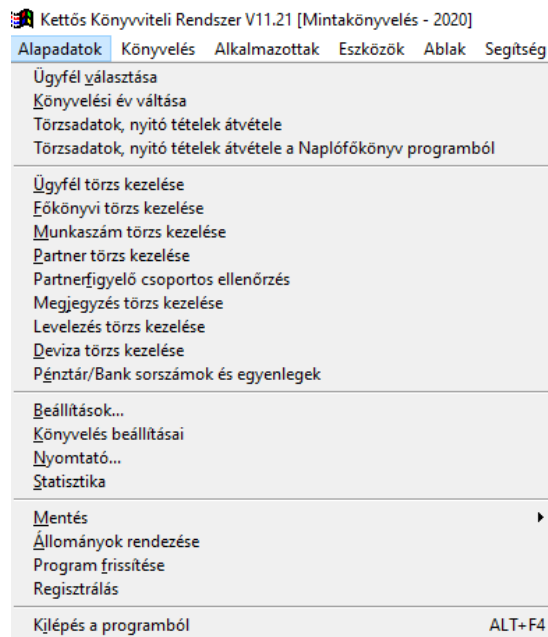 Kettős Könyvviteli Rendszer V11.21 [Mintakönyvelés - 2020]
Alapadatok Könyvelés Alkalmazottak Eszközök Ablak Segítség
Ügyfél választása
Könyvelési év váltása
Törzsadatok, nyitó tételek átvétele
Törzsadatok, nyitó tételek átvétele a Naplófőkönyv programból
Ügyfél törzs kezelése
Főkönyvi törzs kezelése
Munkaszám törzs kezelése
Partner törzs kezelése
Partnerfigyelő csoportos ellenőrzés
Megjegyzés törzs kezelése
Levelezés törzs kezelése
Deviza törzs kezelése
Pénztár/Bank sorszámok és egyenlegek
Beállítások...
Könyvelés beállításai
Nyomtató...
Statisztika
Mentés
Állományok rendezése
Program frissítése
Regisztrálás
Kilépés a programból ALT+F4